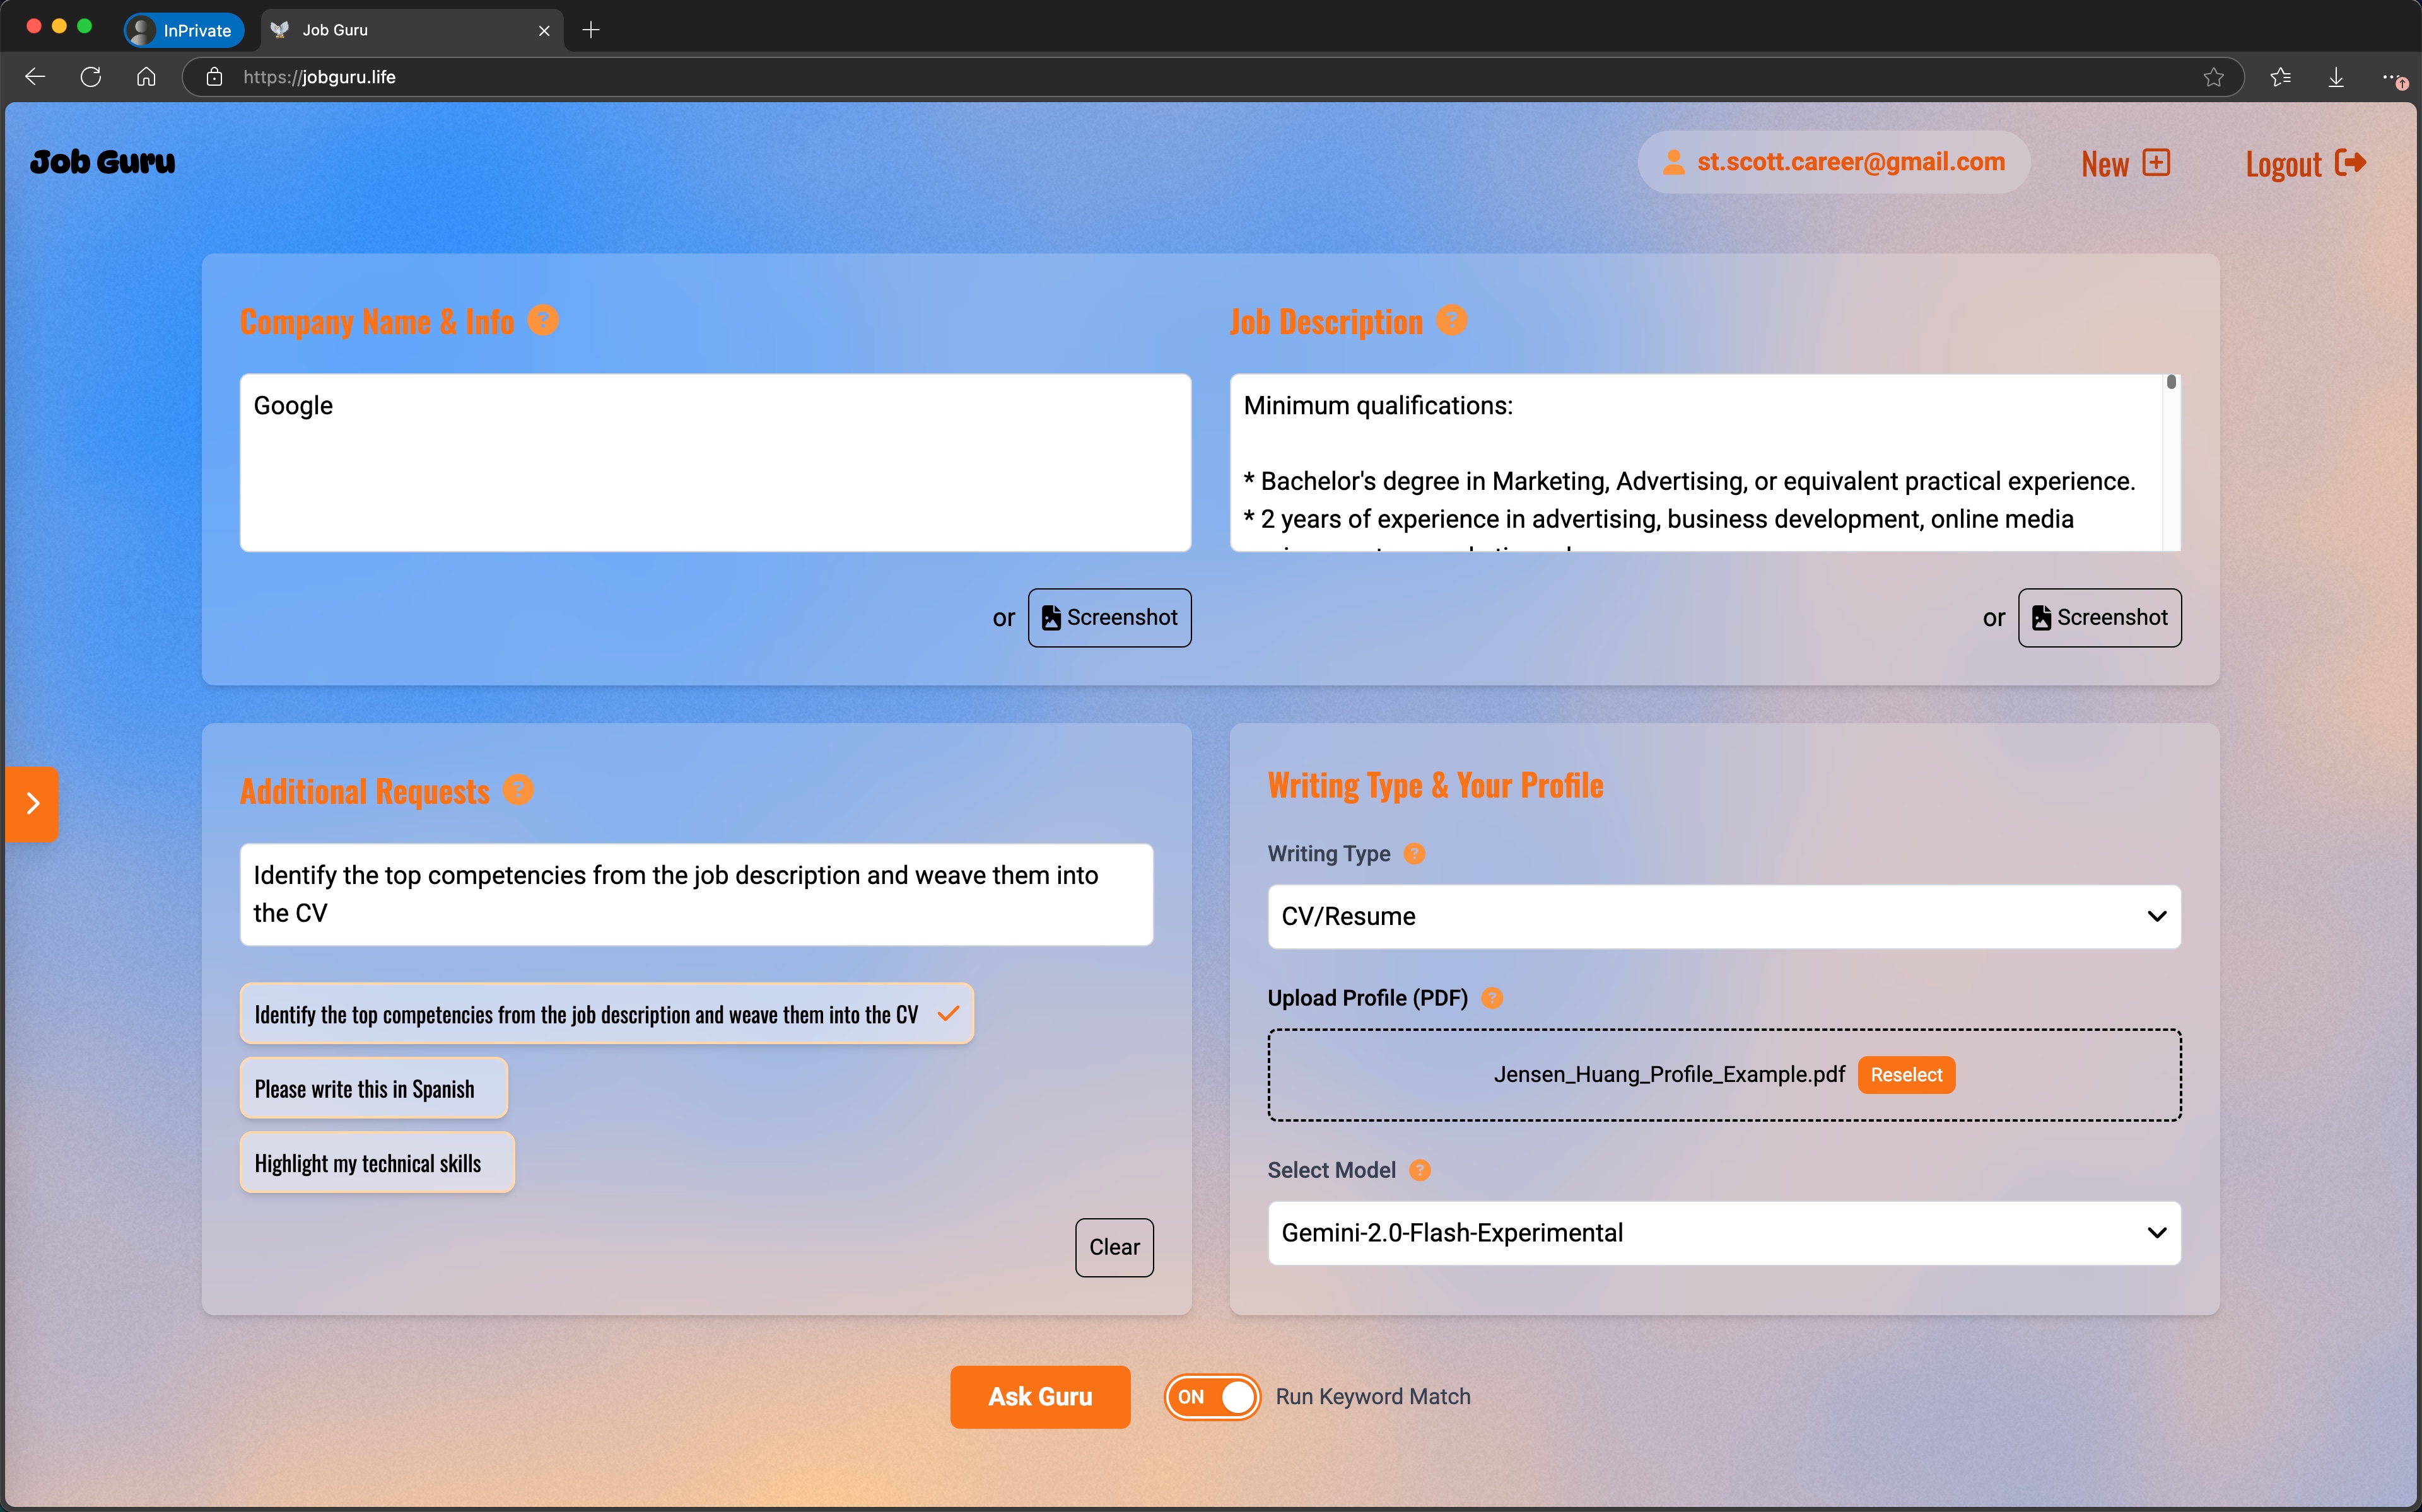 InPrivate
Job Guru
https://jobguru.life
Job Guru
st.scott.career@gmail.com
New
Logout
Company Name & Info ?
Google
or
Screenshot
Job Description ?
Minimum qualifications:
* Bachelor's degree in Marketing, Advertising, or equivalent practical experience.
* 2 years of experience in advertising, business development, online media
or
Screenshot
Additional Requests ?
Identify the top competencies from the job description and weave them into
the CV
Identify the top competencies from the job description and weave them into the CV
Please write this in Spanish
Highlight my technical skills
Clear
Writing Type & Your Profile
Writing Type ?
CV/Resume
Upload Profile (PDF) ?
Jensen_Huang_Profile_Example.pdf
Reselect
Select Model ?
Gemini-2.0-Flash-Experimental
Ask Guru
ON
Run Keyword Match